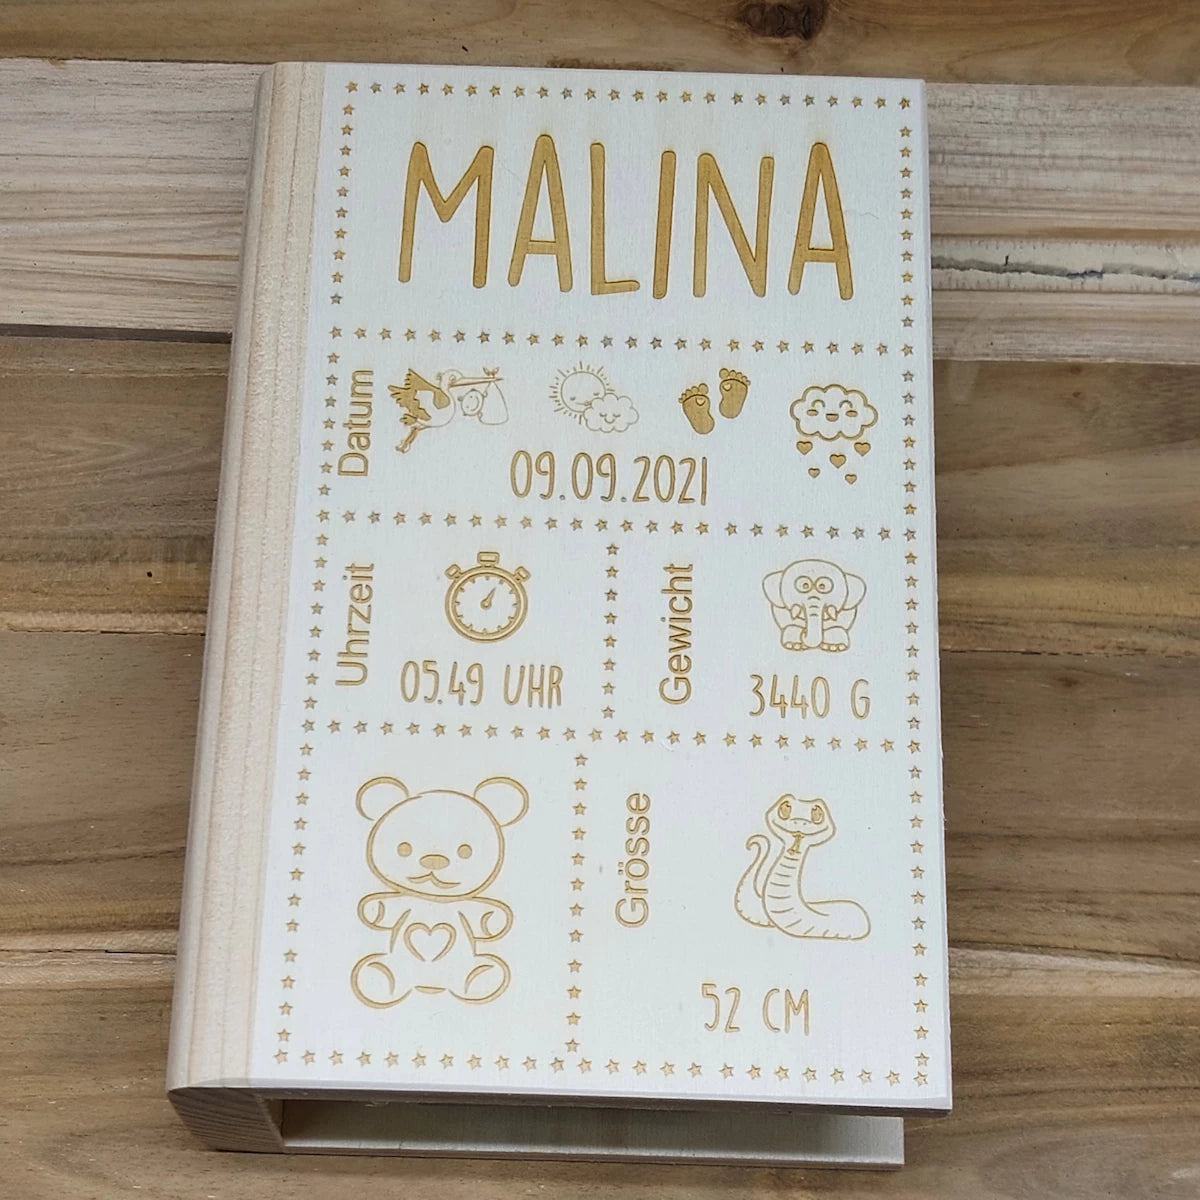 MALINA
Datum
09.09.2021
Uhrzeit
05.49 UHR
Gewicht
3440 G
Grösse
52 CM